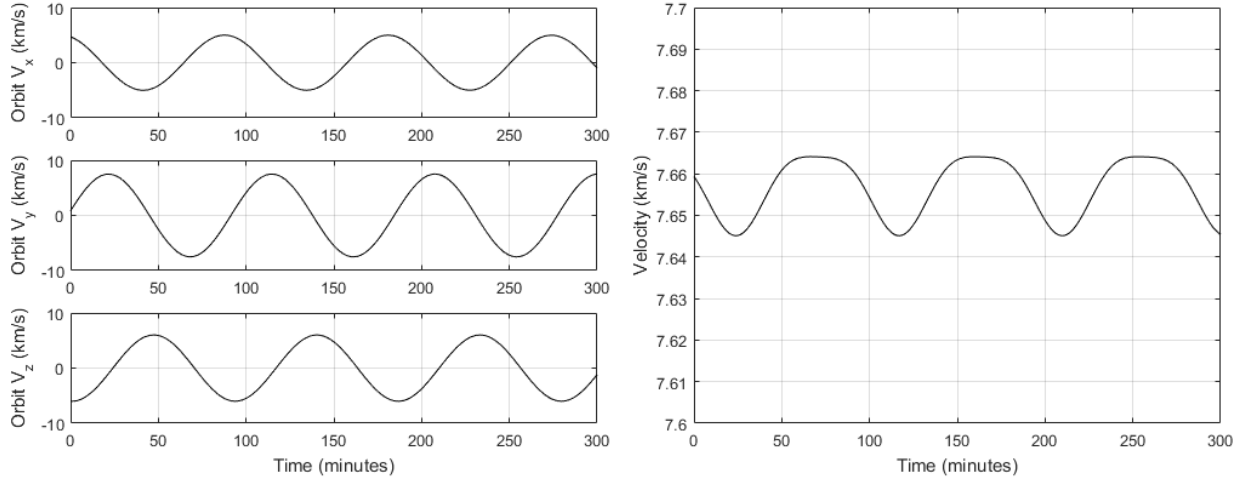 10
0
-10
Orbit V_x (km/s)
0 50 100 150 200 250 300
10
0
-10
Orbit V_y (km/s)
0 50 100 150 200 250 300
10
0
-10
Orbit V_z (km/s)
0 50 100 150 200 250 300
Time (minutes)
7.7
7.69
7.68
7.67
7.66
7.65
7.64
7.63
7.62
7.61
7.6
Velocity (km/s)
0 50 100 150 200 250 300
Time (minutes)